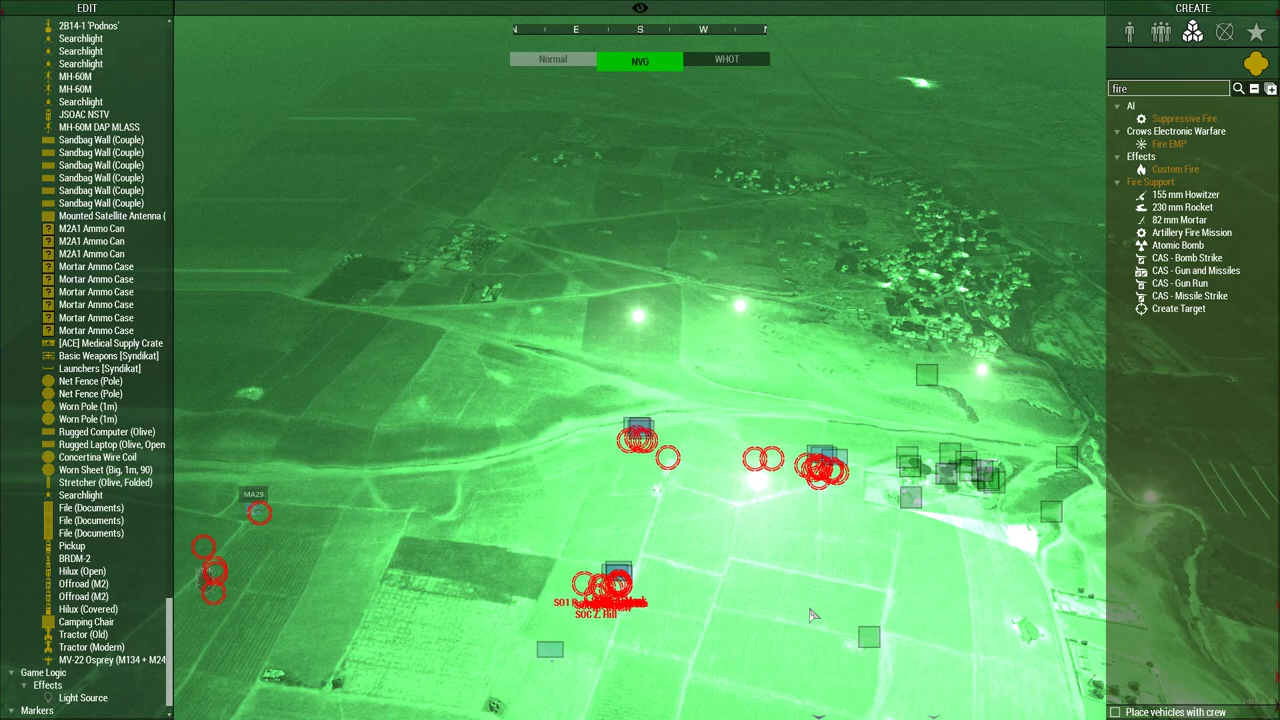 EDIT
2B14-1 'Podnos'
Searchlight
Searchlight
Searchlight
MH-60M
MH-60M
Searchlight
JSOAC NSTV
MH-60M DAP MLASS
Sandbag Wall (Couple)
Sandbag Wall (Couple)
Sandbag Wall (Couple)
Sandbag Wall (Couple)
Sandbag Wall (Couple)
Sandbag Wall (Couple)
Mounted Satellite Antenna (
M2A1 Ammo Can
M2A1 Ammo Can
M2A1 Ammo Can
Mortar Ammo Case
Mortar Ammo Case
Mortar Ammo Case
Mortar Ammo Case
Mortar Ammo Case
Mortar Ammo Case
[ACE] Medical Supply Crate
Basic Weapons [Syndikat]
Launchers [Syndikat]
Net Fence (Pole)
Net Fence (Pole)
Worn Pole (1m)
Worn Pole (1m)
Rugged Computer (Olive)
Rugged Laptop (Olive, Open
Concertina Wire Coil
Worn Sheet (Big, 1m, 90)
Stretcher (Olive, Folded)
Searchlight
File (Documents)
File (Documents)
File (Documents)
Pickup
BRDM-2
Hilux (Open)
Offroad (M2)
Offroad (M2)
Hilux (Covered)
Camping Chair
Tractor (Old)
Tractor (Modern)
MV-22 Osprey (M134 + M24
Game Logic
Effects
Light Source
Markers
E S W
Normal NVG WHOT
MA29
SOC Z. Hill
CREATE
fire
AI
Suppressive Fire
Crows Electronic Warfare
Fire EMP
Effects
Custom Fire
Fire Support
155 mm Howitzer
230 mm Rocket
82 mm Mortar
Artillery Fire Mission
Atomic Bomb
CAS - Bomb Strike
CAS - Gun and Missiles
CAS - Gun Run
CAS - Missile Strike
Create Target
Place vehicles with crew